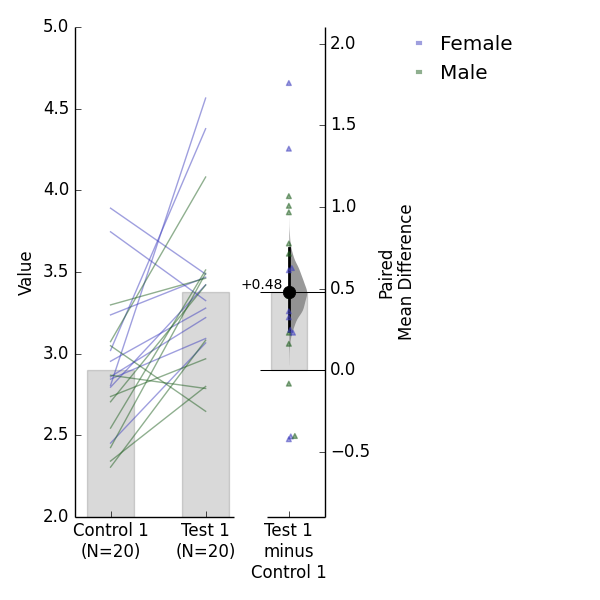 5.0
4.5
4.0
3.5
3.0
2.5
2.0
Value
Control 1
(N=20)
Test 1
(N=20)
+0.48
2.0
1.5
1.0
0.5
0.0
−0.5
Paired
Mean Difference
Test 1
minus
Control 1
Female
Male